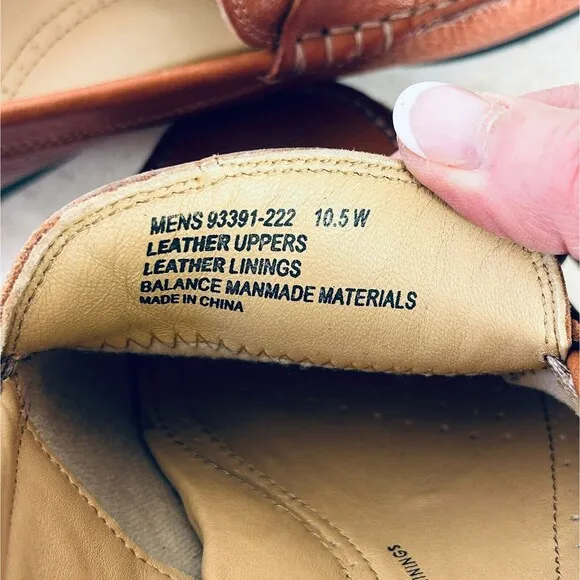 MENS 93391-222 10.5 W
LEATHER UPPERS
LEATHER LININGS
BALANCE MANMADE MATERIALS
MADE IN CHINA